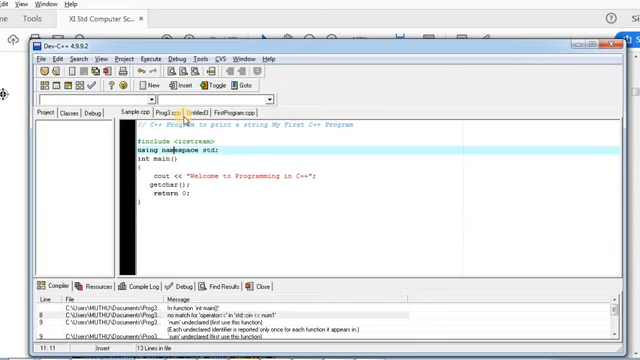 XI Std Computer Sc...
Sign In
Dev-C++ 4.9.9.2
File Edit Search View Project Execute Debug Tools CVS Window Help
New Insert Toggle Goto
Project Classes Debug
Sample.cpp Prog3.cpp Untitled3 FirstProgram.cpp
// C++ Program to print a string My First C++ Program
#include <iostream>
using namespace std;
int main()
{
cout << "Welcome to Programming in C++";
getchar();
return 0;
}
Compiler Resources Compile Log Debug Find Results Close
Line File Message
C:\Users\MUTHU\Documents\Prog3... In function 'int main()'
8 C:\Users\MUTHU\Documents\Prog3... no match for 'operator<<' in 'std::cin << num1'
9 C:\Users\MUTHU\Documents\Prog3... 'num' undeclared (first use this function)
(Each undeclared identifier is reported only once for each function it appears in.)
9 C:\Users\MUTHU\Documents\Prog3... 'num' undeclared (first use this function)
11: 11 Insert 13 Lines in file